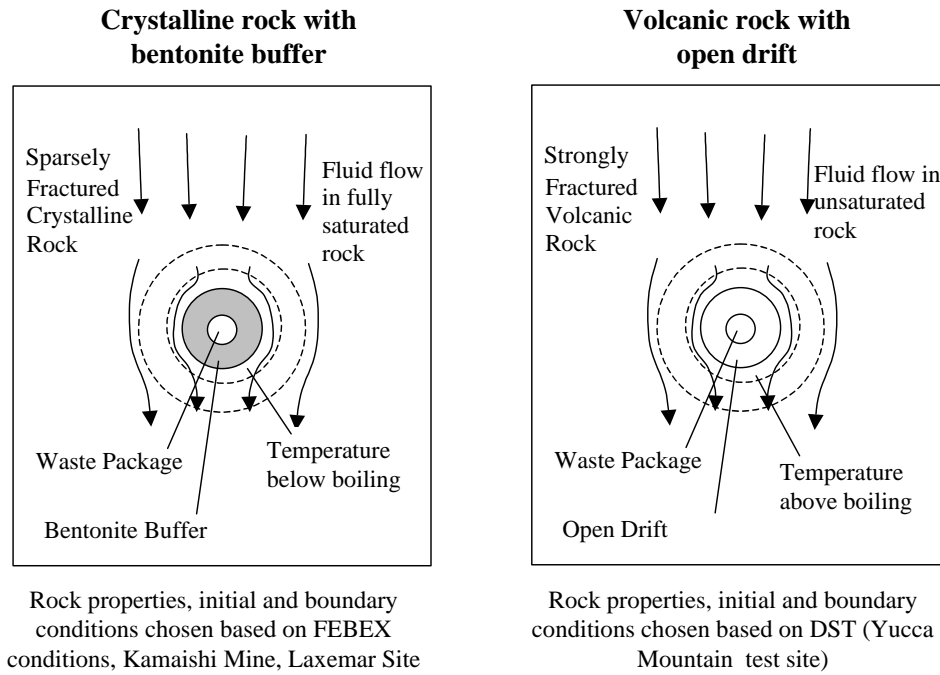 Crystalline rock with
bentonite buffer
Sparsely
Fractured
Crystalline
Rock
Fluid flow
in fully
saturated
rock
Waste Package
Temperature
below boiling
Bentonite Buffer
Rock properties, initial and boundary
conditions chosen based on FEBEX
conditions, Kamaishi Mine, Laxemar Site
Volcanic rock with
open drift
Strongly
Fractured
Volcanic
Rock
Fluid flow in
unsaturated
rock
Waste Package
Temperature
above boiling
Open Drift
Rock properties, initial and boundary
conditions chosen based on DST (Yucca
Mountain test site)